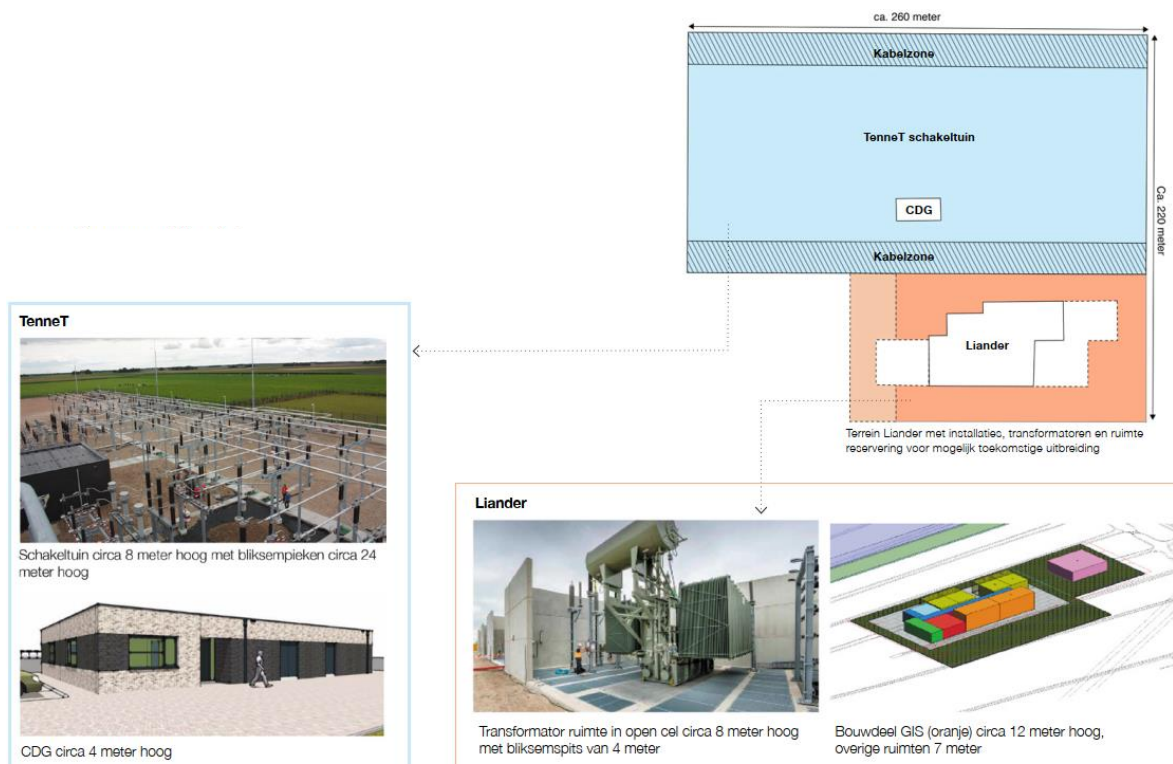 ca. 260 meter
Kabelzone
TenneT schakeltuin
CDG
Ca. 220 meter
Kabelzone
Liander
Terrein Liander met installaties, transformatoren en ruimte
reservering voor mogelijk toekomstige uitbreiding
TenneT
Schakeltuin circa 8 meter hoog met bliksempieken circa 24
meter hoog
CDG circa 4 meter hoog
Liander
Transformator ruimte in open cel circa 8 meter hoog
met bliksemspits van 4 meter
Bouwdeel GIS (oranje) circa 12 meter hoog,
overige ruimten 7 meter